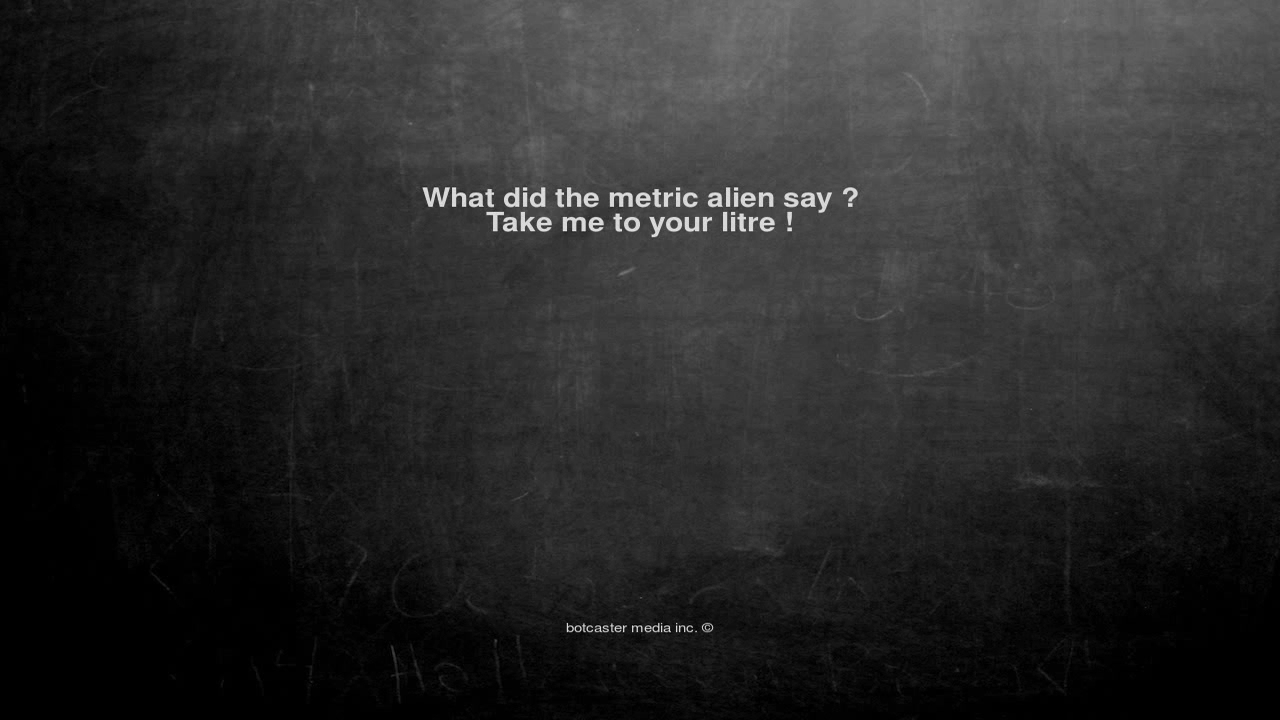 What did the metric alien say ?
Take me to your litre !
botcaster media inc. ©